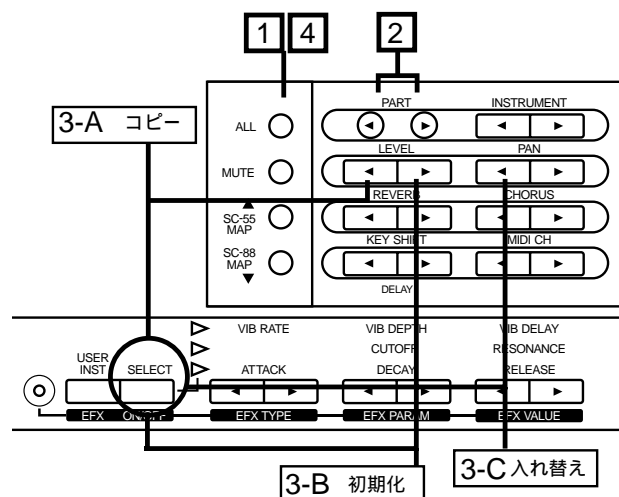 1 4 2
3-A コピー
PART INSTRUMENT
ALL
LEVEL PAN
MUTE
REVERB CHORUS
SC-55
MAP
KEY SHIFT MIDI CH
SC-88
MAP
DELAY
VIB RATE VIB DEPTH VIB DELAY
CUTOFF RESONANCE
USER
INST SELECT ATTACK DECAY RELEASE
EFX ON/OFF EFX TYPE EFX PARAM EFX VALUE
3-B 初期化
3-C 入れ替え